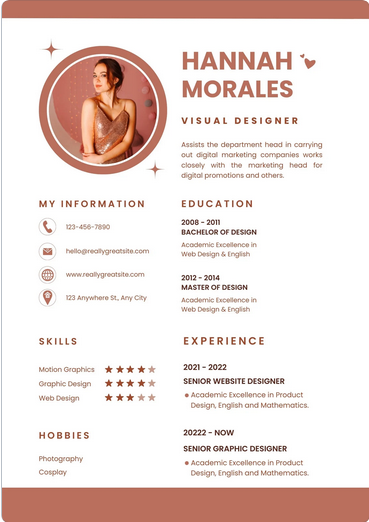 HANNAH
MORALES
VISUAL DESIGNER
Assists the department head in carrying
out digital marketing companies works
closely with the marketing head for
digital promotions and others.
MY INFORMATION
123-456-7890
hello@reallygreatsite.com
www.reallygreatsite.com
123 Anywhere St., Any City
EDUCATION
2008 - 2011
BACHELOR OF DESIGN
Academic Excellence in
Web Design & English
2012 - 2014
MASTER OF DESIGN
Academic Excellence in
Web Design & English
SKILLS
Motion Graphics
Graphic Design
Web Design
HOBBIES
Photography
Cosplay
EXPERIENCE
2021 - 2022
SENIOR WEBSITE DESIGNER
Academic Excellence in Product
Design, English and Mathematics.
20222 - NOW
SENIOR GRAPHIC DESIGNER
Academic Excellence in Product
Design, English and Mathematics.